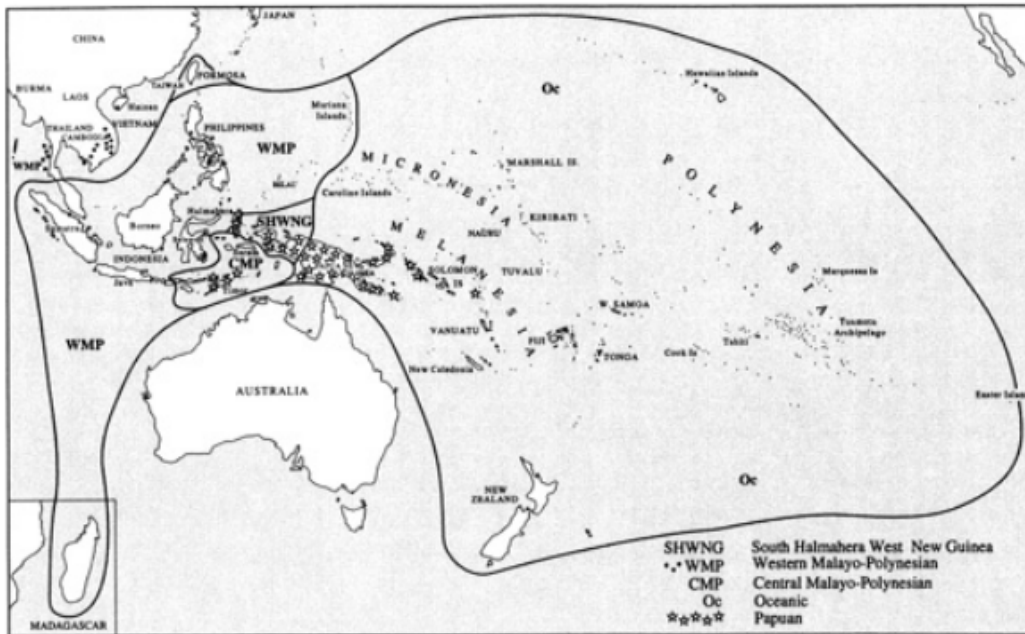 JAPAN
CHINA
FORMOSA
TAIWAN
BURMA
LAOS
Hainan
VIETNAM
THAILAND
CAMBODIA
PHILIPPINES
Mariana
Islands
WMP
WMP
Oc
Hawaiian Islands
MICRONESIA
MARSHALL IS.
POLYNESIA
BELAU
Caroline Islands
Halmahera
SHWNG
KIRIBATI
NAURU
MELANESIA
Sumatra
Borneo
INDONESIA
CMP
Java
SOLOMON
IS
TUVALU
Marquesas Is
W. SAMOA
WMP
VANUATU
FIJI
TONGA
Cook Is
Tahiti
Tuamotu
Archipelago
New Caledonia
AUSTRALIA
Easter Island
NEW
ZEALAND
Oc
MADAGASCAR
SHWNG South Halmahera West New Guinea
WMP Western Malayo-Polynesian
CMP Central Malayo-Polynesian
Oc Oceanic
Papuan